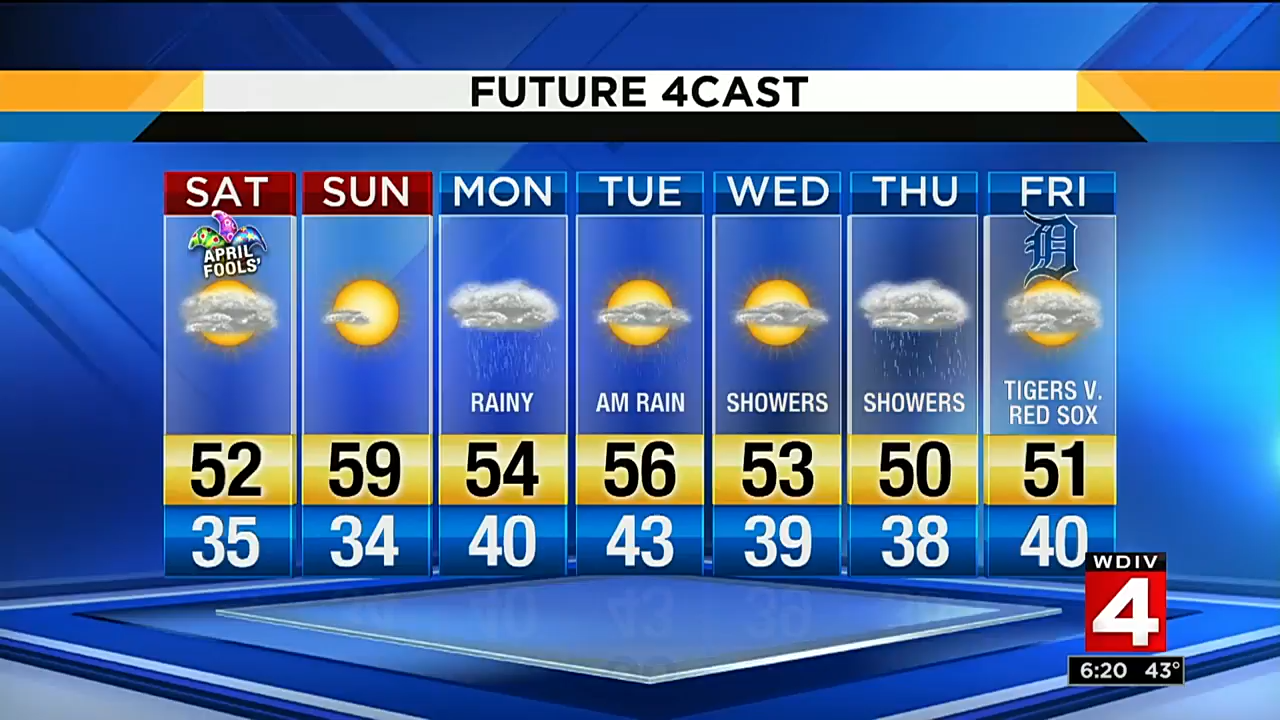 FUTURE 4CAST
SAT SUN MON TUE WED THU FRI
APRIL
FOOLS'
D
RAINY AM RAIN SHOWERS SHOWERS TIGERS V.
RED SOX
52 59 54 56 53 50 51
35 34 40 43 39 38 40
WDIV
4
6:20 43°